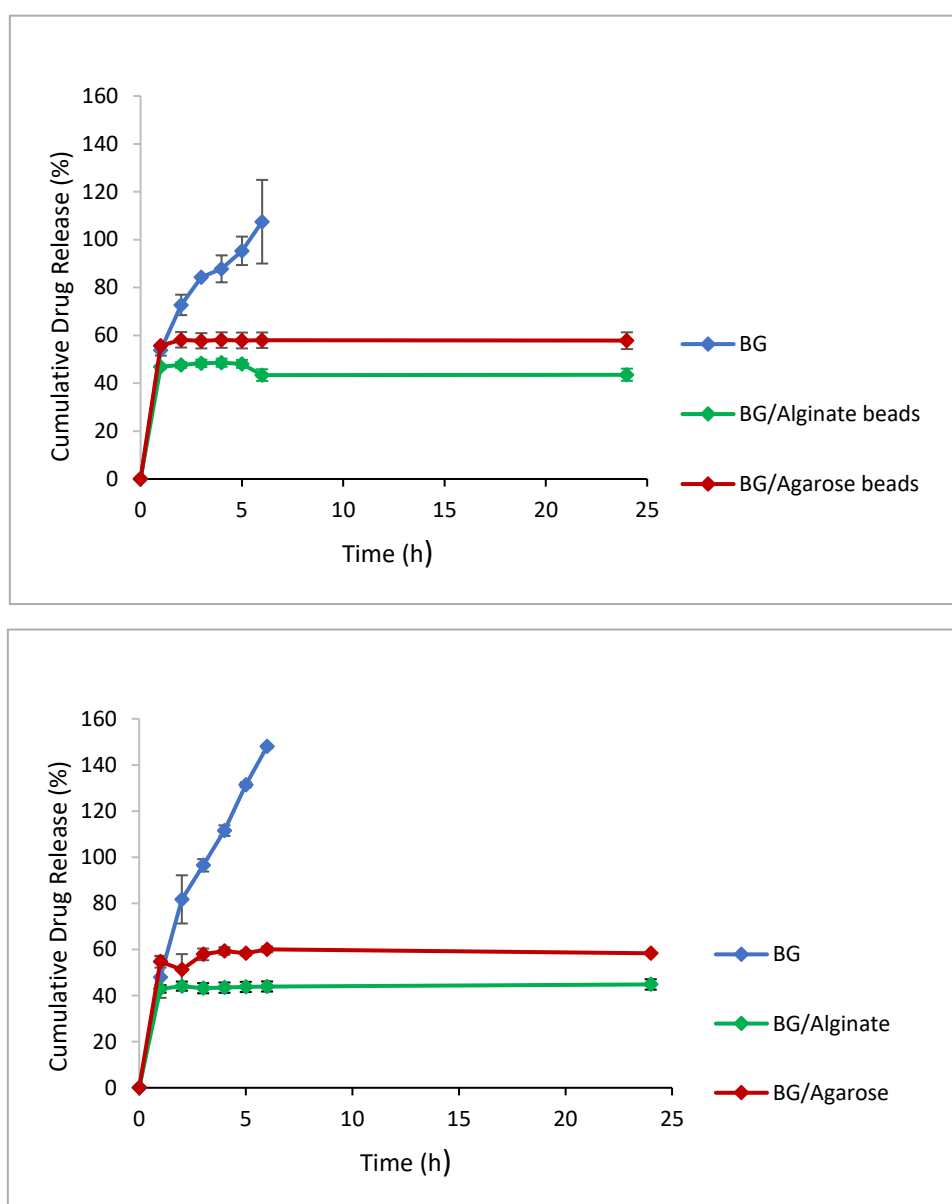 160
140
120
100
80
60
40
20
0
Cumulative Drug Release (%)
0 5 10 15 20 25
Time (h)
BG
BG/Alginate beads
BG/Agarose beads
160
140
120
100
80
60
40
20
0
Cumulative Drug Release (%)
0 5 10 15 20 25
Time (h)
BG
BG/Alginate
BG/Agarose